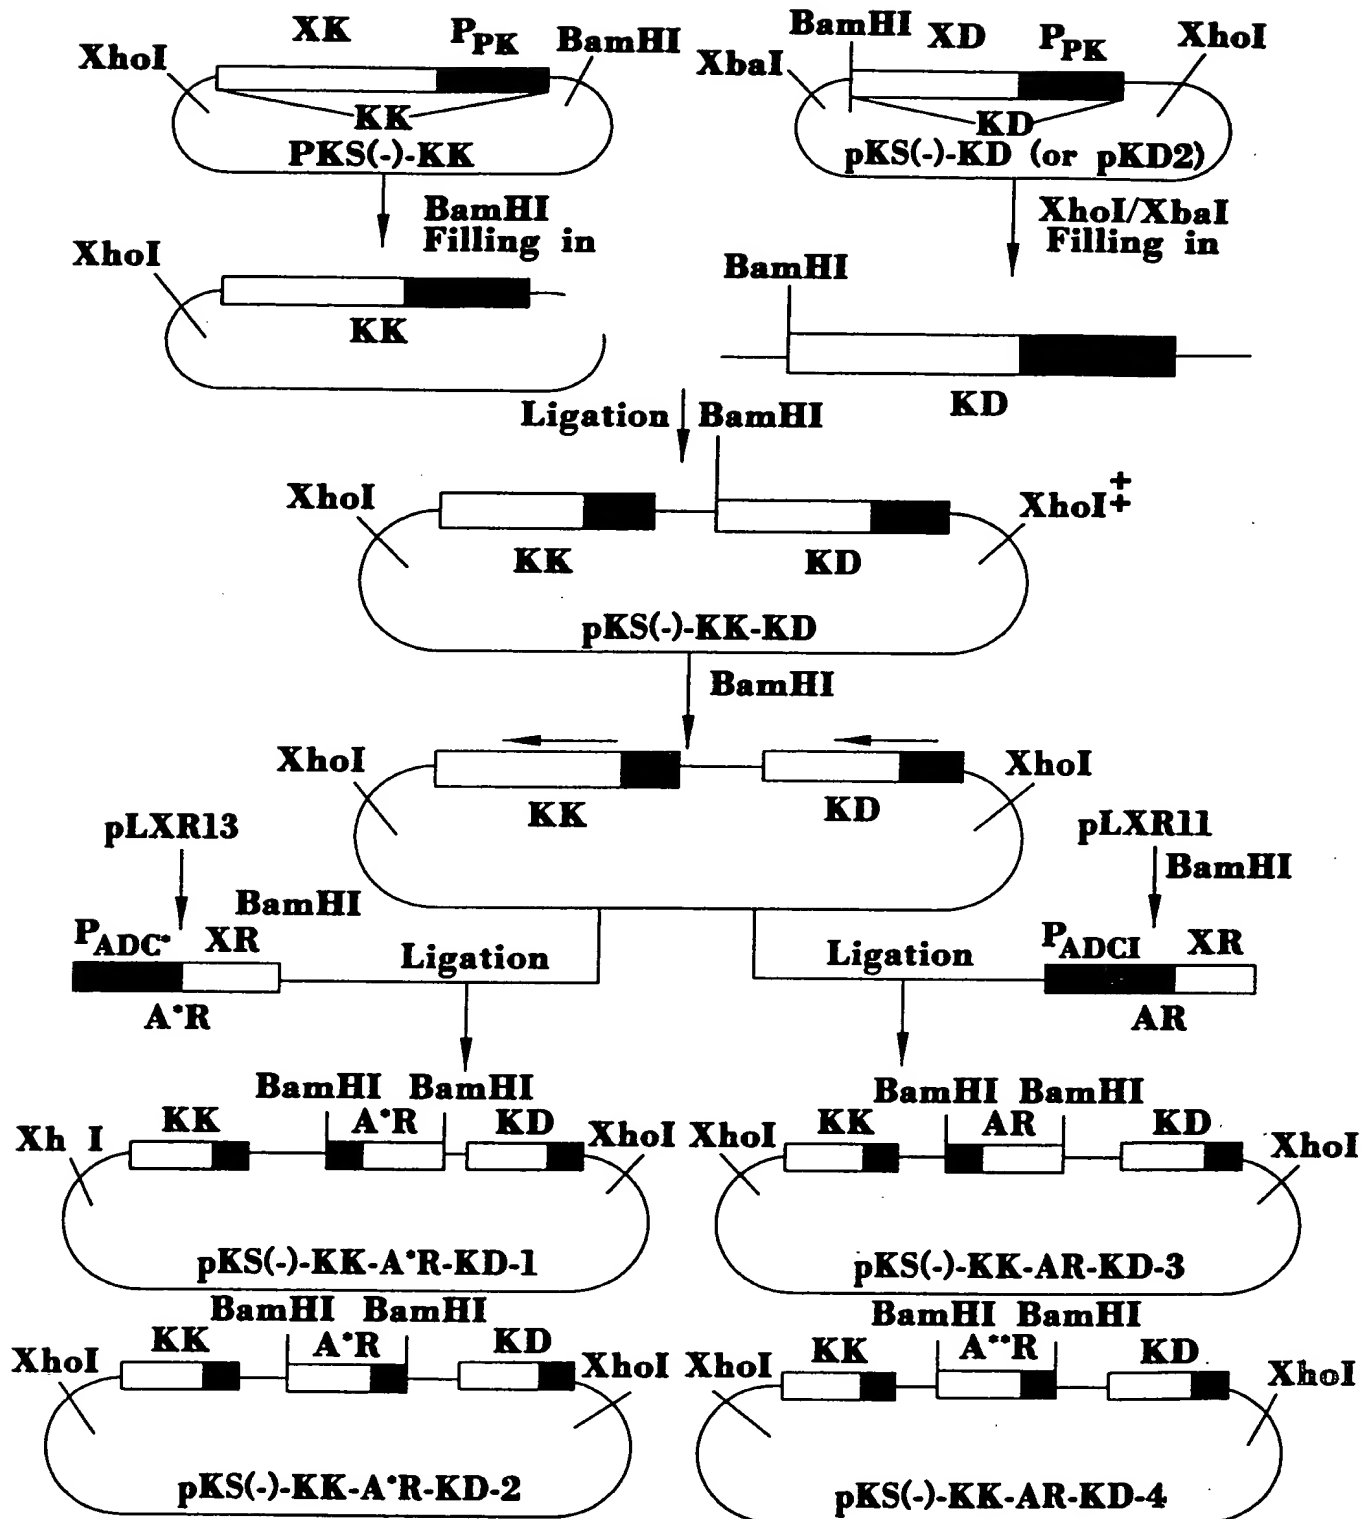 XhoI
XK
PPK
BamHI
KK
PKS(-)-KK
BamHI
XbaI
XD
PPK
XhoI
KD
pKS(-)-KD (or pKD2)
BamHI
Filling in
XhoI/XbaI
Filling in
XhoI
KK
BamHI
KD
Ligation
BamHI
XhoI
XhoI‡
KK
KD
pKS(-)-KK-KD
BamHI
XhoI
XhoI
KK
KD
pLXR13
BamHI
PADC*
XR
A*R
Ligation
pLXR11
BamHI
PADCI
XR
AR
Ligation
BamHI BamHI
Xh I
KK
A*R
KD
XhoI
pKS(-)-KK-A*R-KD-1
BamHI BamHI
XhoI
KK
AR
KD
XhoI
pKS(-)-KK-AR-KD-3
BamHI BamHI
XhoI
KK
A*R
KD
XhoI
pKS(-)-KK-A*R-KD-2
BamHI BamHI
XhoI
KK
A**R
KD
XhoI
pKS(-)-KK-AR-KD-4